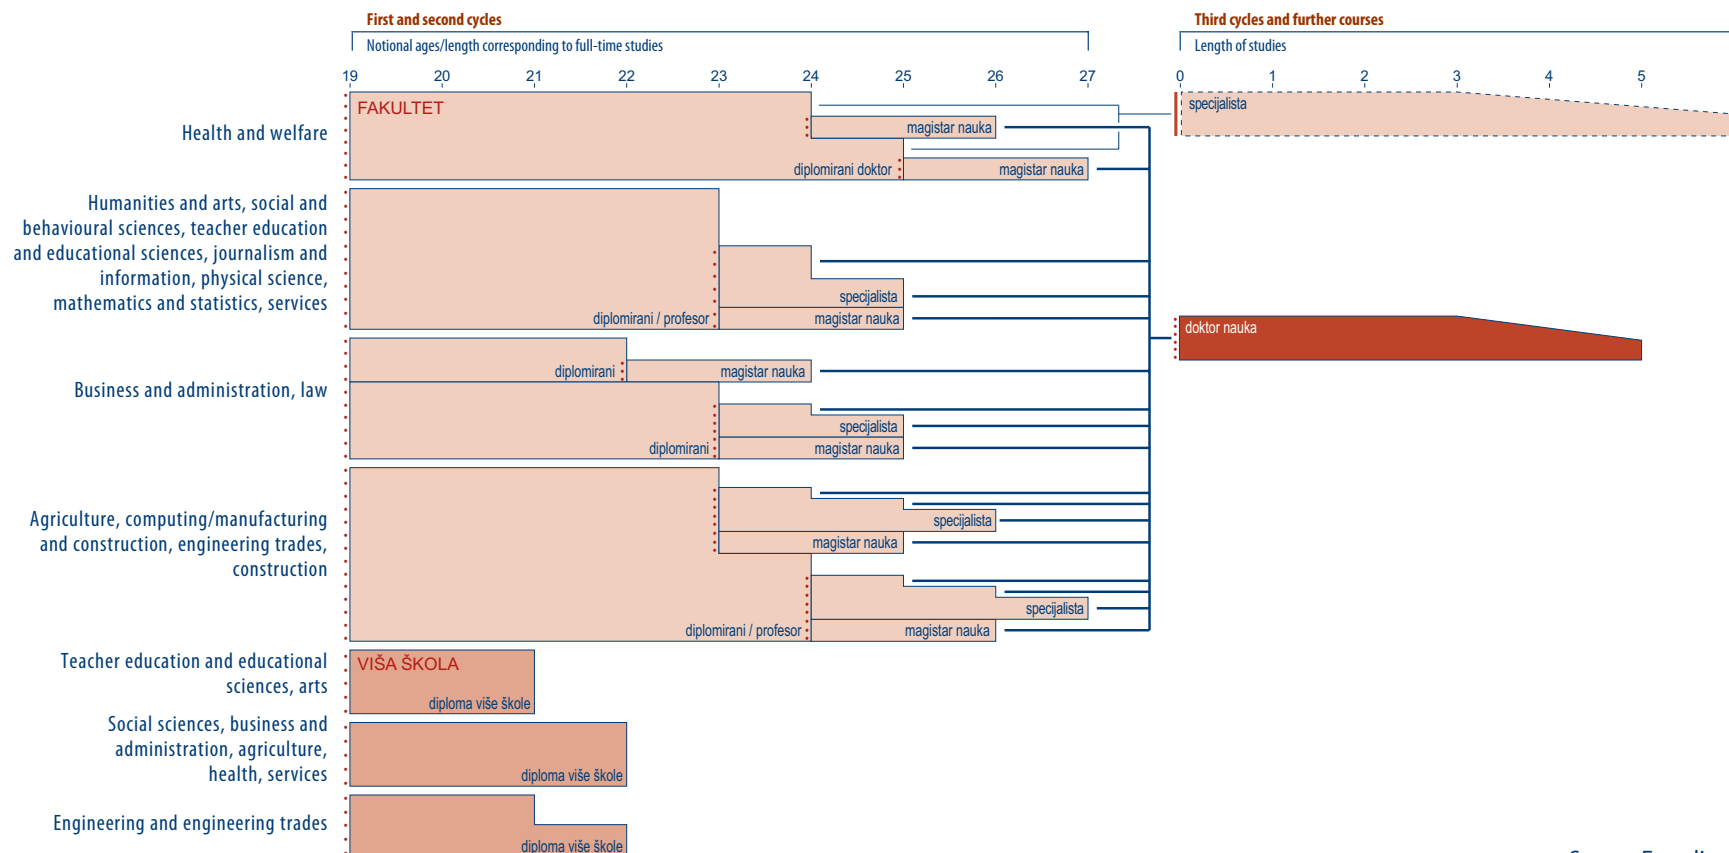 First and second cycles
Third cycles and further courses
Notional ages/length corresponding to full-time studies
Length of studies
19 20 21 22 23 24 25 26 27 0 1 2 3 4 5
FAKULTET
specijalista
Health and welfare
magistar nauka
diplomirani doktor
magistar nauka
Humanities and arts, social and
behavioural sciences, teacher education
and educational sciences, journalism and
information, physical science,
mathematics and statistics, services
specijalista
diplomirani / profesor
magistar nauka
doktor nauka
Business and administration, law
diplomirani
magistar nauka
specijalista
diplomirani
magistar nauka
Agriculture, computing/manufacturing
and construction, engineering trades,
construction
specijalista
magistar nauka
specijalista
diplomirani / profesor
magistar nauka
Teacher education and educational
sciences, arts
VIŠA ŠKOLA
diploma više škole
Social sciences, business and
administration, agriculture,
health, services
diploma više škole
Engineering and engineering trades
diploma više škole